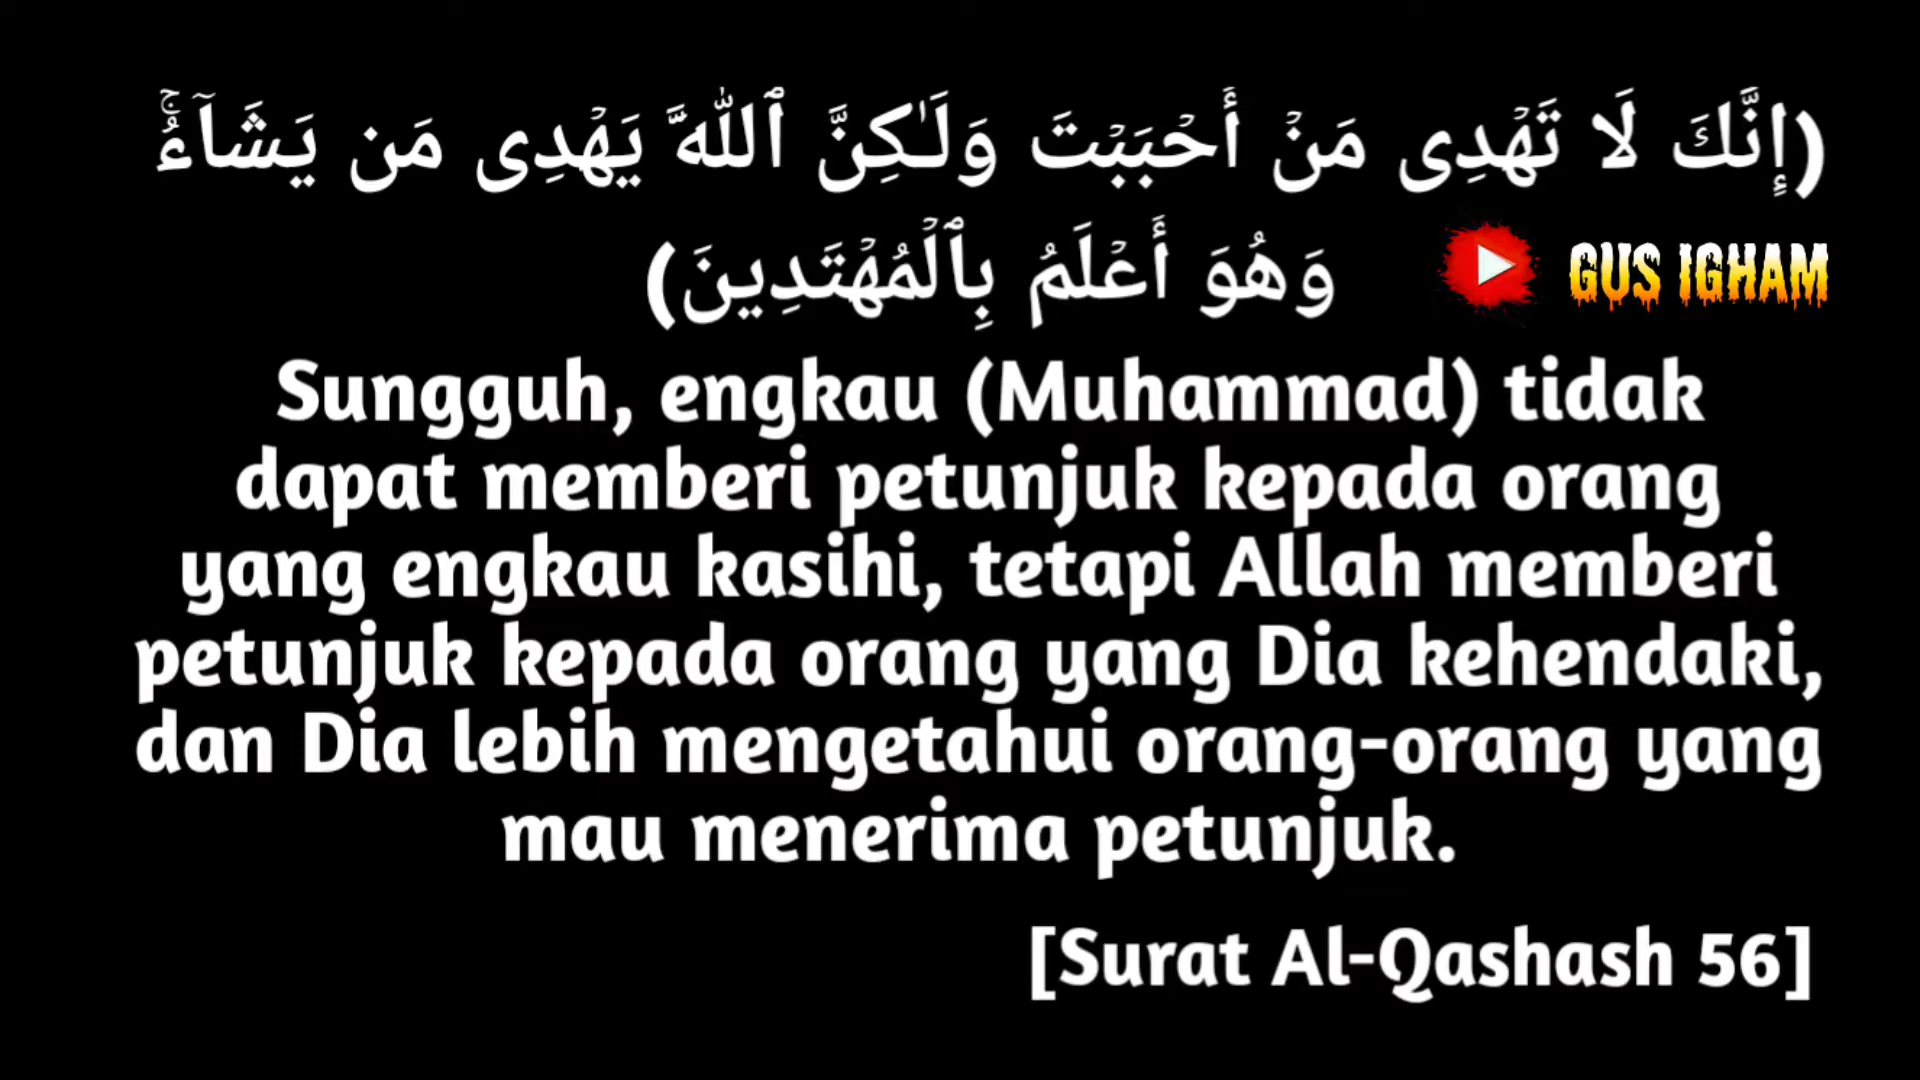 (إِنَّكَ لَا تَهۡدِی مَنۡ أَحۡبَبۡتَ وَلَـٰكِنَّ ٱللَّهَ یَهۡدِی مَن یَشَاۤءُۚ
وَهُوَ أَعۡلَمُ بِٱلۡمُهۡتَدِینَ)
GUS IGHAM
Sungguh, engkau (Muhammad) tidak
dapat memberi petunjuk kepada orang
yang engkau kasihi, tetapi Allah memberi
petunjuk kepada orang yang Dia kehendaki,
dan Dia lebih mengetahui orang-orang yang
mau menerima petunjuk.
[Surat Al-Qashash 56]